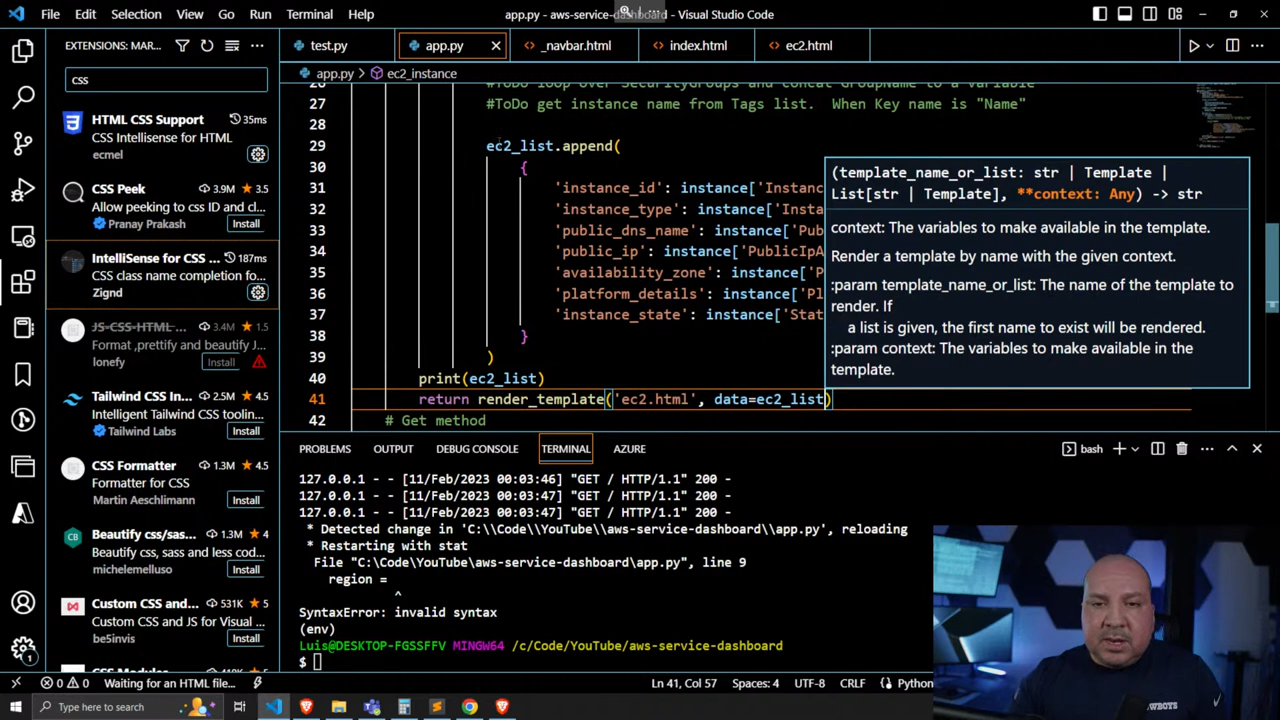 File Edit Selection View Go Run Terminal Help
app.py - aws-service-dashboard - Visual Studio Code
EXTENSIONS: MAR...
css
HTML CSS Support 35ms
CSS Intellisense for HTML
ecmel
CSS Peek 3.9M 4.5
Allow peeking to css ID and cl...
Pranay Prakash Install
IntelliSense for CSS ... 187ms
CSS class name completion fo...
Zignd
JS-CSS-HTML ... 3.4M 1.5
Format ,prettify and beautify J...
lonefy Install
Tailwind CSS In... 2.5M 4.5
Intelligent Tailwind CSS toolin...
Tailwind Labs Install
CSS Formatter 1.3M 4.5
Formatter for CSS
Martin Aeschlimann Install
Beautify css/sas... 1.3M 4
Beautify css, sass and less cod...
michelemelluso Install
Custom CSS and... 531K 5
Custom CSS and JS for Visual ...
be5invis Install
test.py app.py _navbar.html index.html ec2.html
app.py > ec2_instance
26 #ToDo loop over SecurityGroups and concat GroupName to a variable
27 #ToDo get instance name from Tags list. When Key name is "Name"
28
29 ec2_list.append(
30 {
31 'instance_id': instance['Instanc
32 'instance_type': instance['Insta
33 'public_dns_name': instance['Pub
34 'public_ip': instance['PublicIpA
35 'availability_zone': instance['P
36 'platform_details': instance['Pl
37 'instance_state': instance['Stat
38 }
39 )
40 print(ec2_list)
41 return render_template('ec2.html', data=ec2_list)
42 # Get method
(template_name_or_list: str | Template |
List[str | Template], **context: Any) -> str
context: The variables to make available in the template.
Render a template by name with the given context.
:param template_name_or_list: The name of the template to
render. If
a list is given, the first name to exist will be rendered.
:param context: The variables to make available in the
template.
PROBLEMS OUTPUT DEBUG CONSOLE TERMINAL AZURE
bash
127.0.0.1 - - [11/Feb/2023 00:03:46] "GET / HTTP/1.1" 200 -
127.0.0.1 - - [11/Feb/2023 00:03:47] "GET / HTTP/1.1" 200 -
127.0.0.1 - - [11/Feb/2023 00:03:47] "GET / HTTP/1.1" 200 -
* Detected change in 'C:\\Code\\YouTube\\aws-service-dashboard\\app.py', reloading
* Restarting with stat
File "C:\Code\YouTube\aws-service-dashboard\app.py", line 9
region =
^
SyntaxError: invalid syntax
(env)
Luis@DESKTOP-FGSSFFV MINGW64 /c/Code/YouTube/aws-service-dashboard
$
1
0 0 Waiting for an HTML file... Ln 41, Col 57 Spaces: 4 UTF-8 CRLF Python
Type here to search